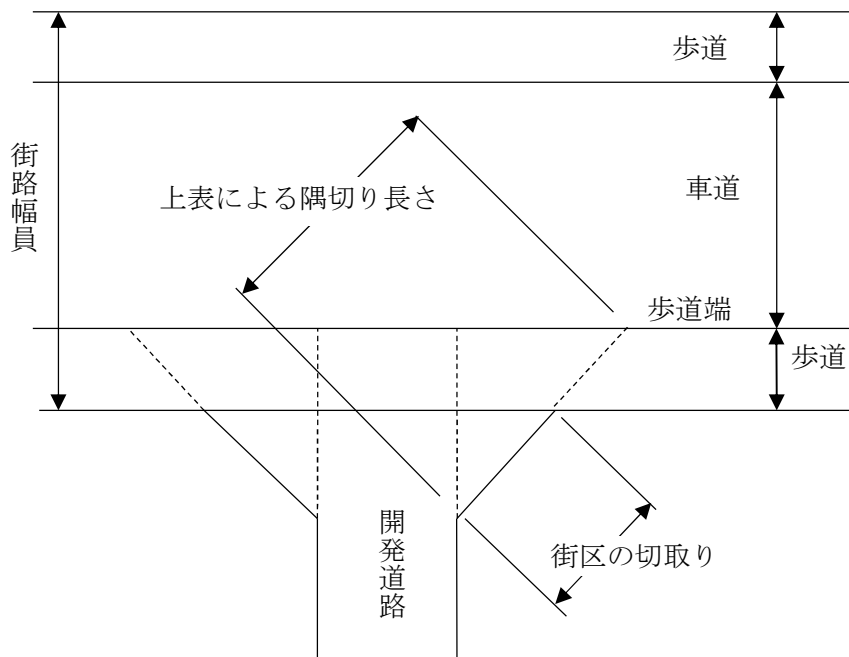 歩道
街路幅員
車道
上表による隅切り長さ
歩道端
歩道
開発道路
街区の切取り